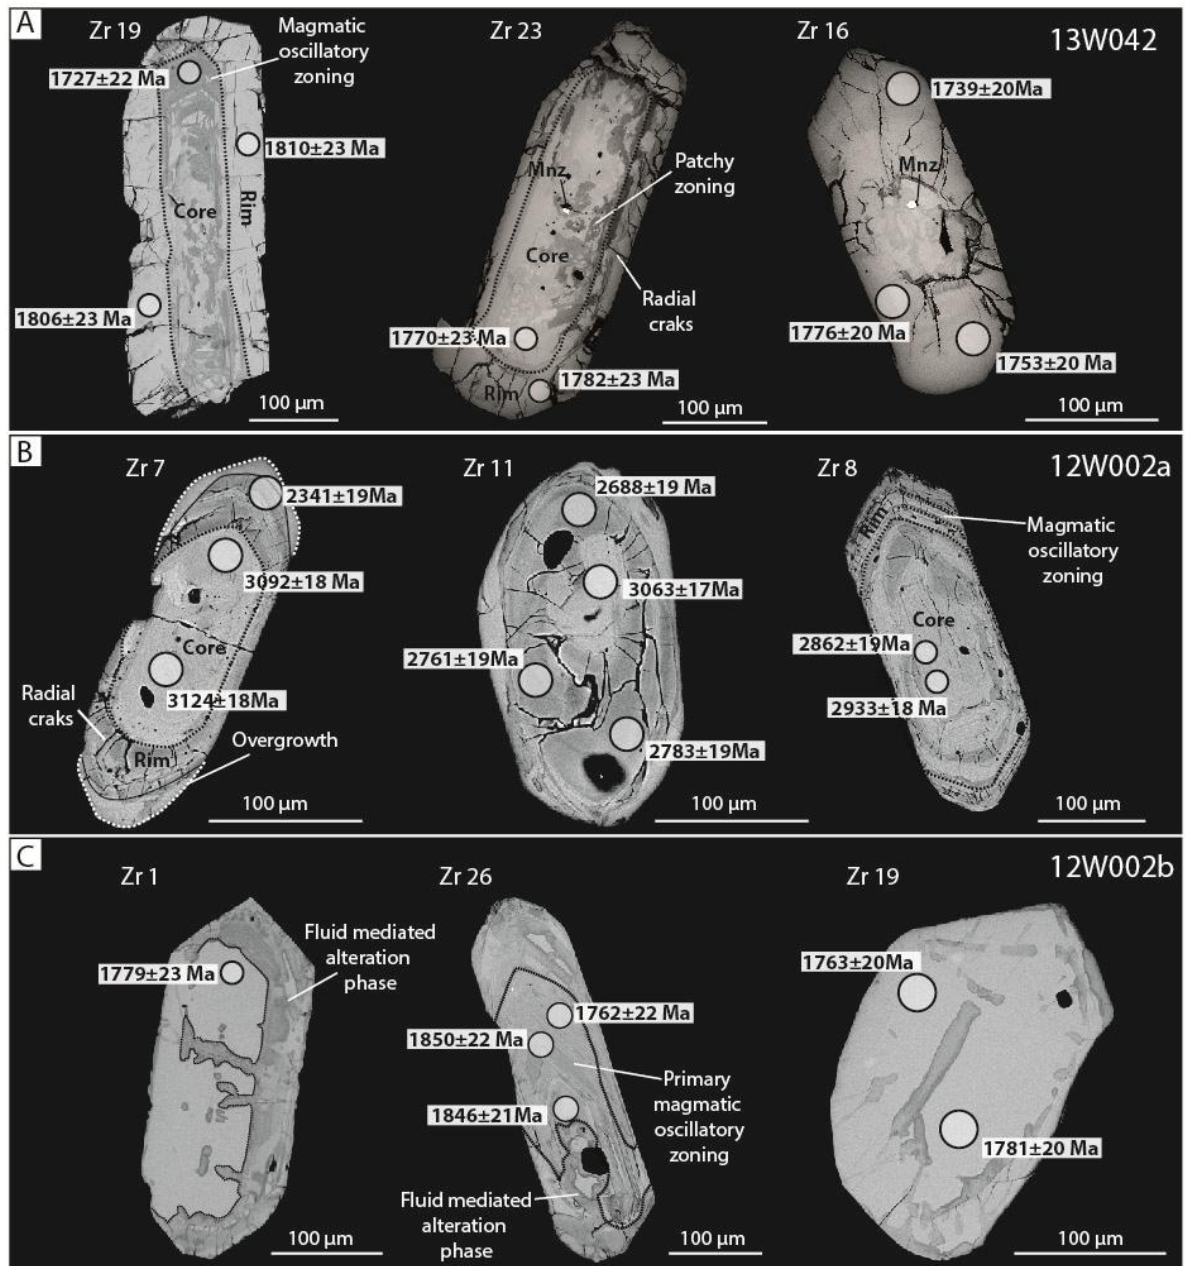 A
Zr 19
Zr 23
Zr 16
13W042
Magmatic
oscillatory
zoning
1727±22 Ma
1810±23 Ma
Core
Rim
1806±23 Ma
100 µm
Mnz
Patchy
zoning
Core
Radial
craks
1770±23 Ma
1782±23 Ma
Rim
100 µm
1739±20Ma
Mnz
1776±20 Ma
1753±20 Ma
100 µm
B
Zr 7
Zr 11
Zr 8
12W002a
2341±19Ma
3092±18 Ma
Core
3124±18Ma
Radial
craks
Rim
Overgrowth
100 µm
2688±19 Ma
3063±17Ma
2761±19Ma
2783±19Ma
100 µm
Rim
Magmatic
oscillatory
zoning
Core
2862±19Ma
2933±18 Ma
100 µm
C
Zr 1
Zr 26
Zr 19
12W002b
Fluid mediated
alteration
phase
1779±23 Ma
100 µm
1762±22 Ma
1850±22 Ma
1846±21Ma
Primary
magmatic
oscillatory
zoning
Fluid mediated
alteration
phase
100 µm
1763±20Ma
1781±20 Ma
100 µm